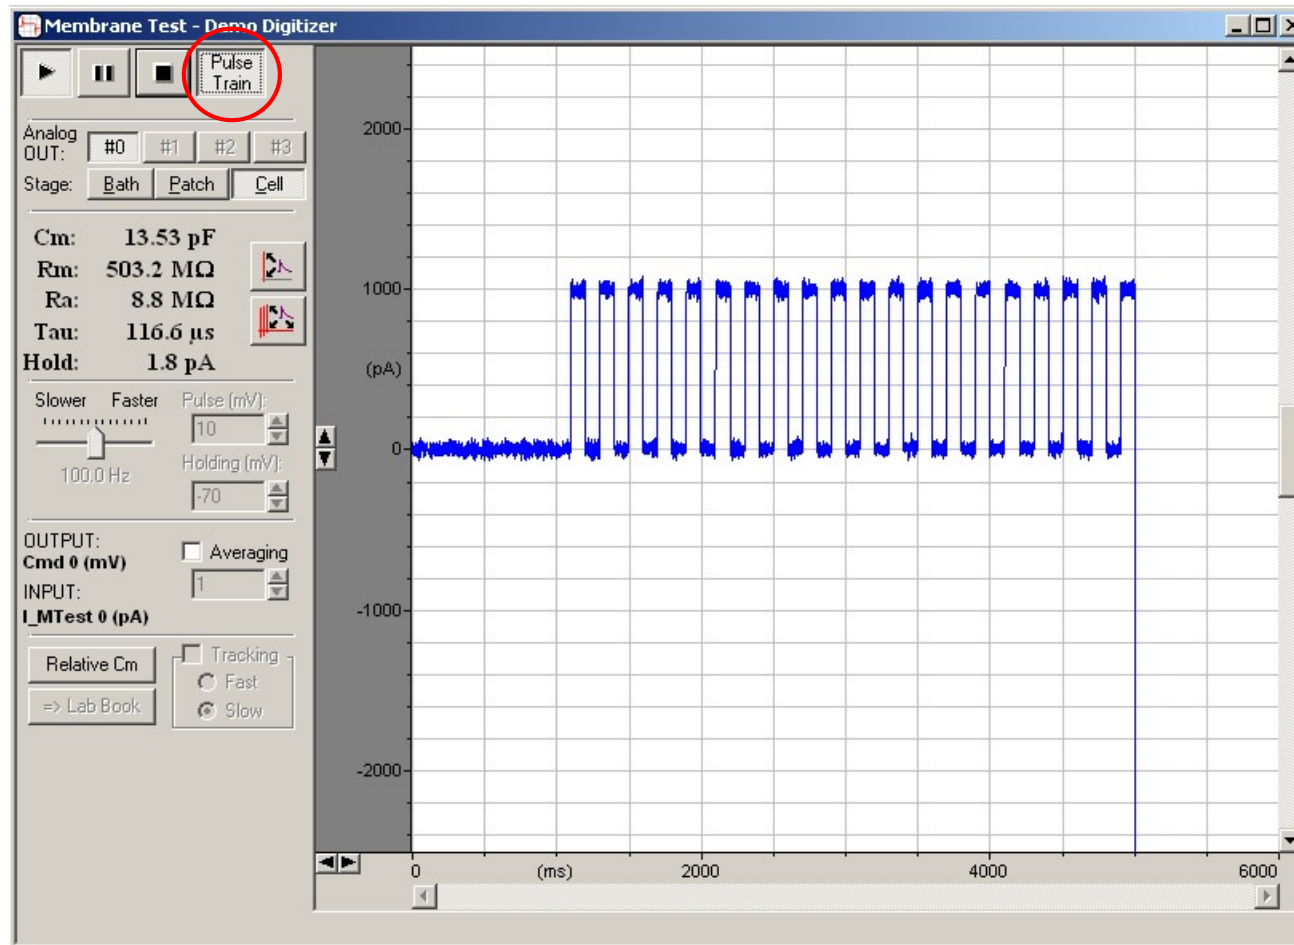 Membrane Test - Demo Digitizer
Pulse
Train
Analog
OUT:
#0 #1 #2 #3
Stage: Bath Patch Cell
Cm: 13.53 pF
Rm: 503.2 MΩ
Ra: 8.8 MΩ
Tau: 116.6 µs
Hold: 1.8 pA
Slower Faster
100.0 Hz
Pulse (mV):
10
Holding (mV):
-70
OUTPUT:
Cmd 0 (mV)
INPUT:
I_MTest 0 (pA)
Averaging
1
Relative Cm
=> Lab Book
Tracking
Fast
Slow
2000
1000
(pA)
0
-1000
-2000
0 (ms) 2000 4000 6000